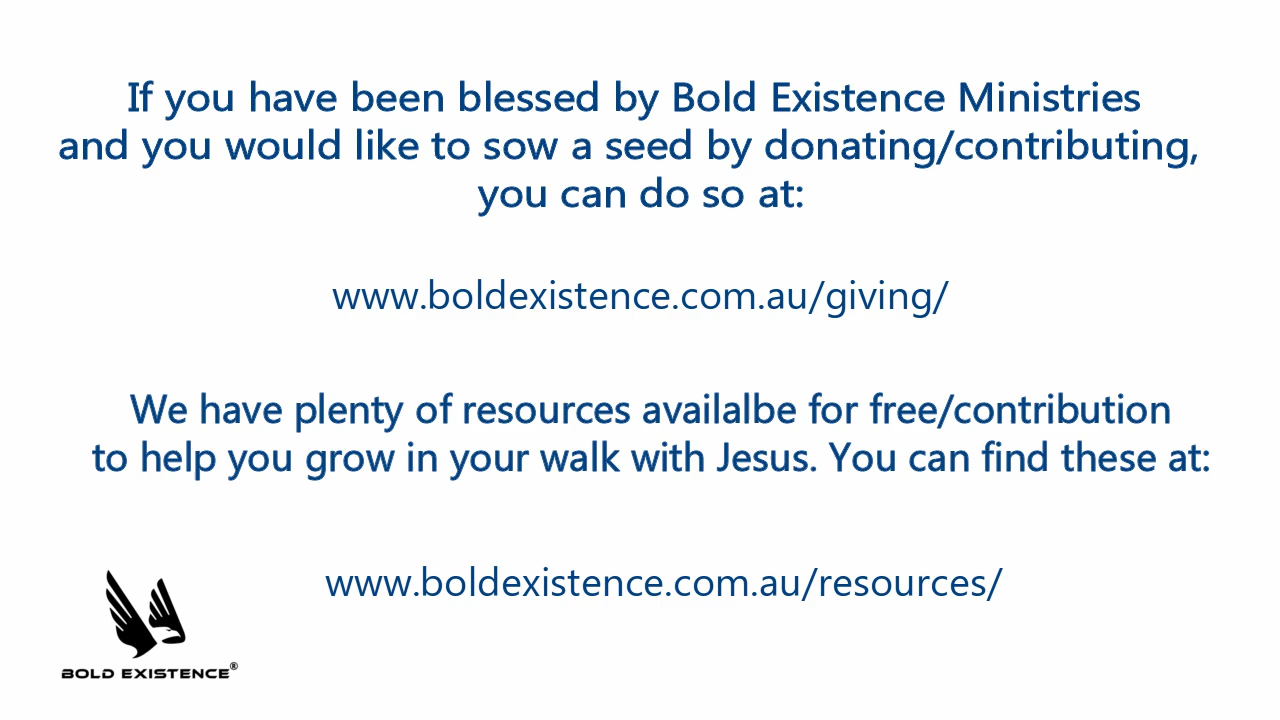 If you have been blessed by Bold Existence Ministries
and you would like to sow a seed by donating/contributing,
you can do so at:
www.boldexistence.com.au/giving/
We have plenty of resources availalbe for free/contribution
to help you grow in your walk with Jesus. You can find these at:
www.boldexistence.com.au/resources/
BOLD EXISTENCE®